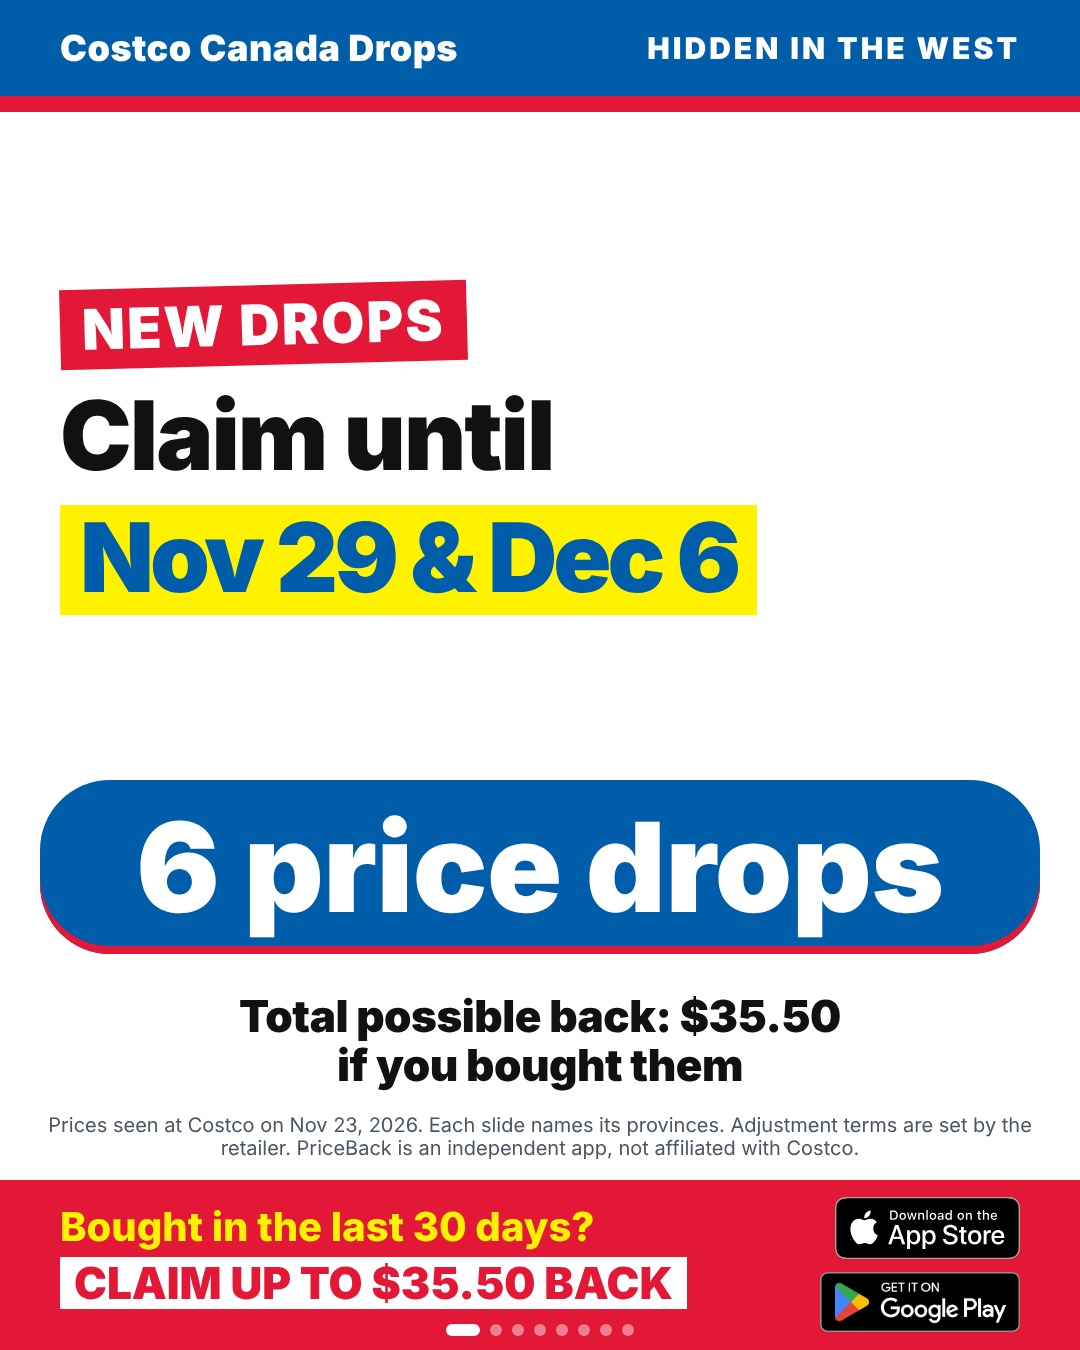 Costco Canada Drops
HIDDEN IN THE WEST
NEW DROPS
Claim until
Nov 29 & Dec 6
6 price drops
Total possible back: $35.50
if you bought them
Prices seen at Costco on Nov 23, 2026. Each slide names its provinces. Adjustment terms are set by the
retailer. PriceBack is an independent app, not affiliated with Costco.
Bought in the last 30 days?
CLAIM UP TO $35.50 BACK
Download on the
App Store
GET IT ON
Google Play